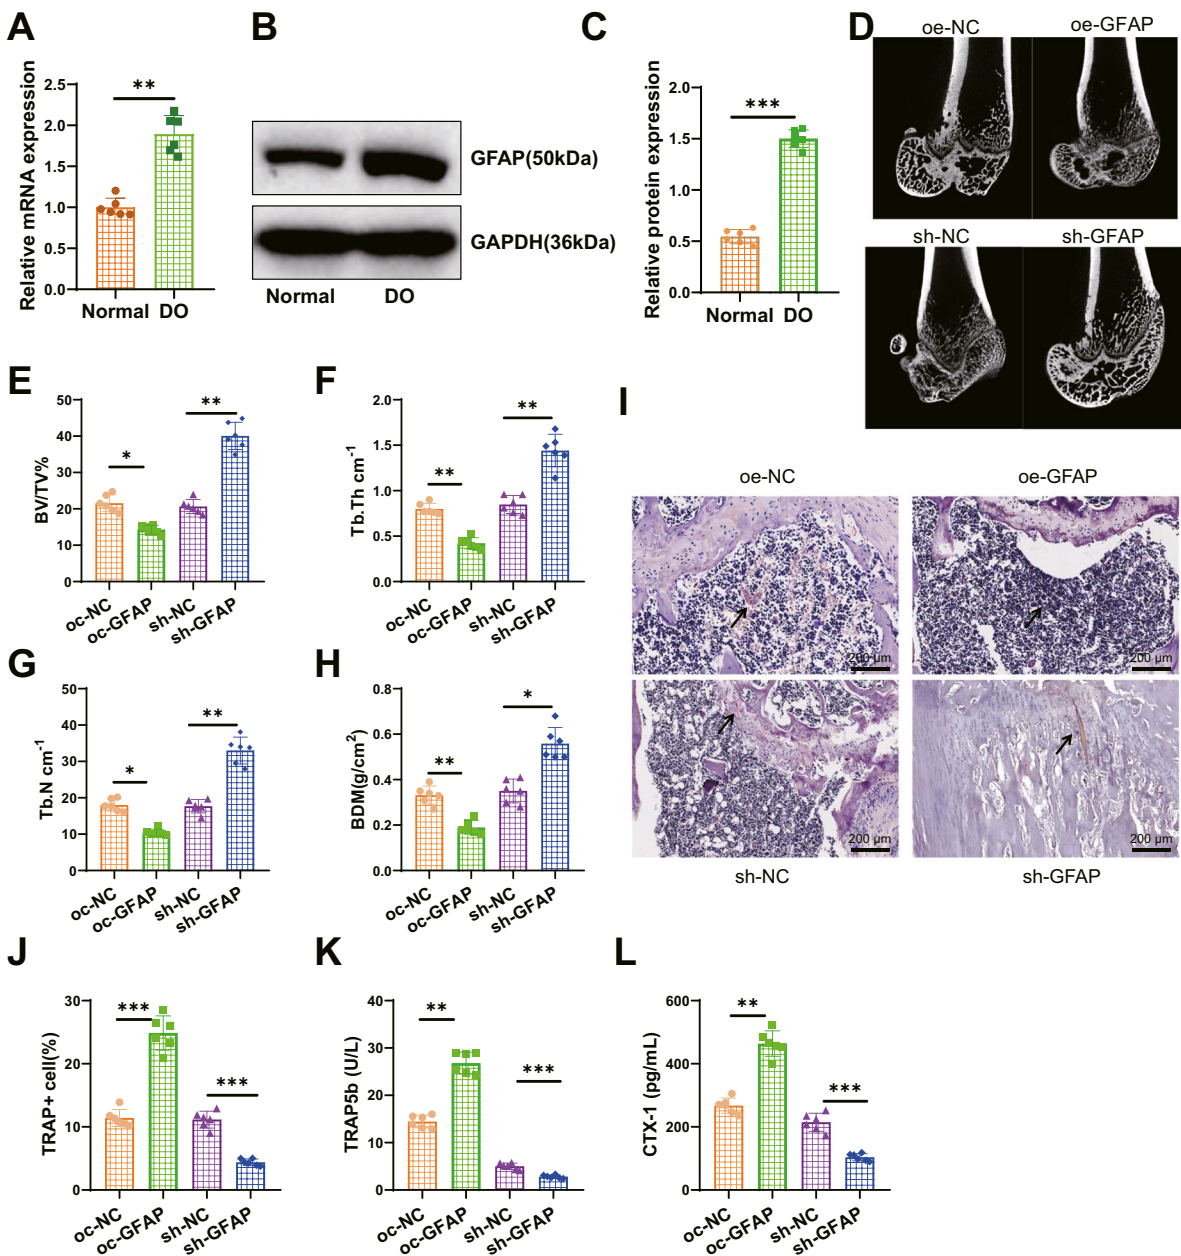 A
Relative mRNA expression
2.5
2.0
1.5
1.0
0.5
0.0
**
Normal DO
B
GFAP(50kDa)
GAPDH(36kDa)
Normal DO
C
Relative protein expression
2.0
1.5
1.0
0.5
0.0
***
Normal DO
D
oe-NC oe-GFAP
sh-NC sh-GFAP
E
BV/TV%
50
40
30
20
10
0
*
**
oc-NC
oc-GFAP
sh-NC
sh-GFAP
F
Tb.Th cm-1
2.0
1.5
1.0
0.5
0.0
**
**
oc-NC
oc-GFAP
sh-NC
sh-GFAP
G
Tb.N cm-1
50
40
30
20
10
0
*
**
oc-NC
oc-GFAP
sh-NC
sh-GFAP
H
BDM(g/cm2)
0.8
0.6
0.4
0.2
0.0
**
*
oc-NC
oc-GFAP
sh-NC
sh-GFAP
I
oe-NC oe-GFAP
200 μm
200 μm
200 μm
200 μm
sh-NC sh-GFAP
J
TRAP+ cell(%)
30
20
10
0
***
***
oc-NC
oc-GFAP
sh-NC
sh-GFAP
K
TRAP5b (U/L)
40
30
20
10
0
**
***
oc-NC
oc-GFAP
sh-NC
sh-GFAP
L
CTX-1 (pg/mL)
600
400
200
0
**
***
oc-NC
oc-GFAP
sh-NC
sh-GFAP